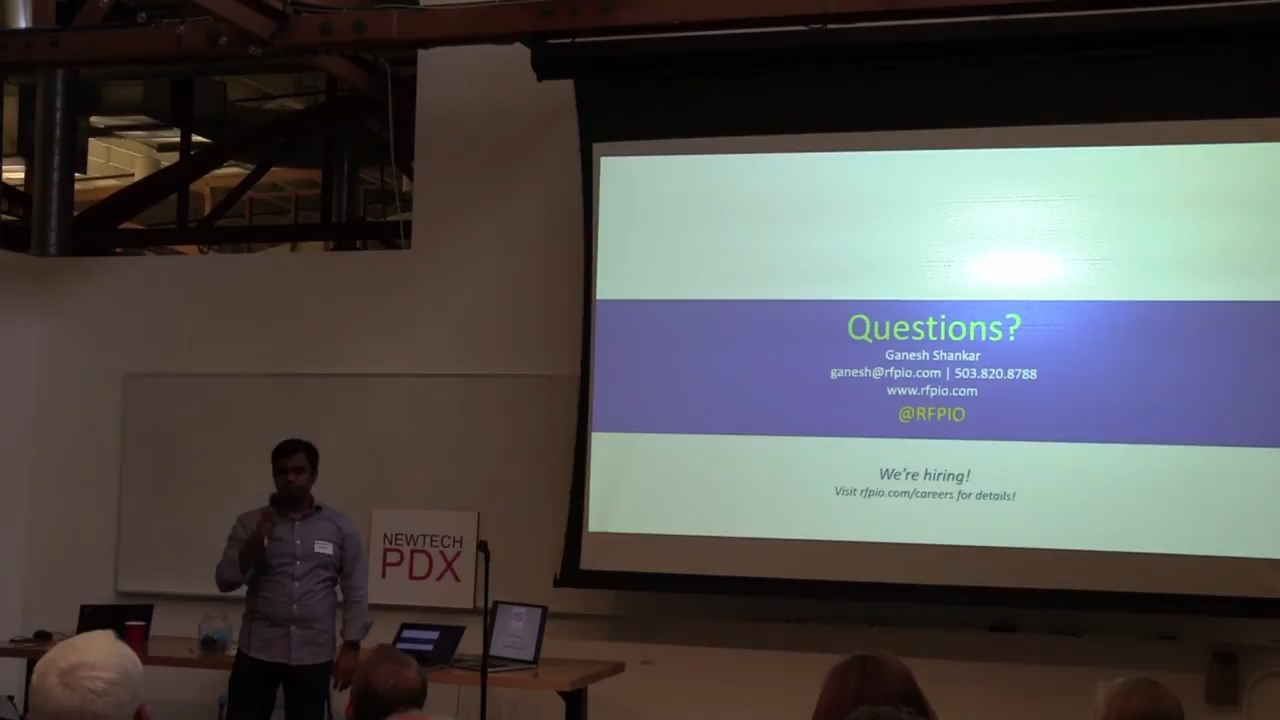 Questions?
Ganesh Shankar
ganesh@rfpio.com | 503.820.8788
www.rfpio.com
@RFPIO
We're hiring!
Visit rfpio.com/careers for details!
NEWTECH
PDX